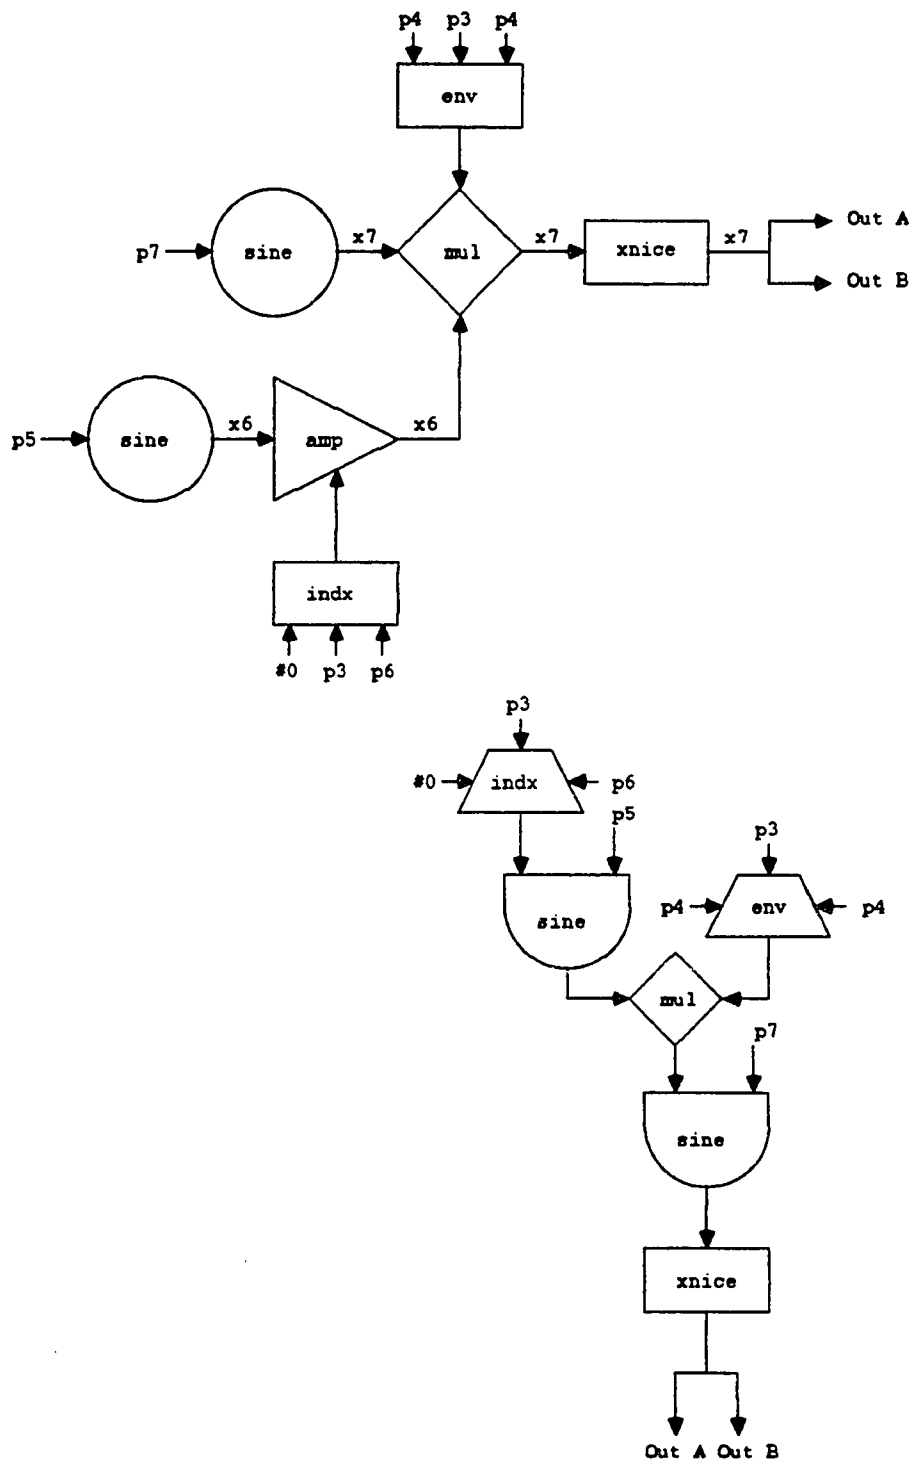 p4 p3 p4
env
p7 sine x7 mul x7 xnice x7 Out A
Out B
p5 sine x6 amp x6
indx
#0 p3 p6
p3
#0 indx p6
p5
p3
sine p4 env p4
mul
p7
sine
xnice
Out A Out B